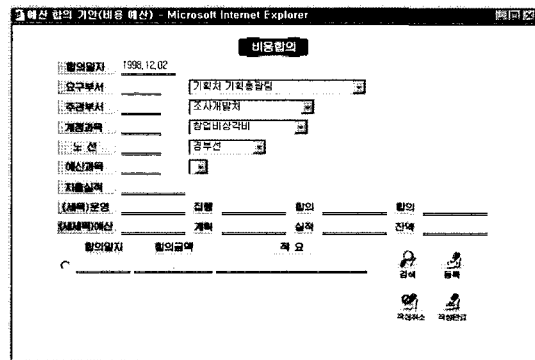 예산 합의 기안(비용 예산) - Microsoft Internet Explorer
비용합의
합의일자 1998.12.02
요구부서 기획처 기획총괄팀
주관부서 조사개발처
계정과목 창업비상각비
노 선 경부선
예산과목
지출실적
(세목)운영 집행 합의 합의
(세세목)예산 계획 실적 잔액
합의일자 합의금액 적 요
검색 등록
작성취소 작성완료